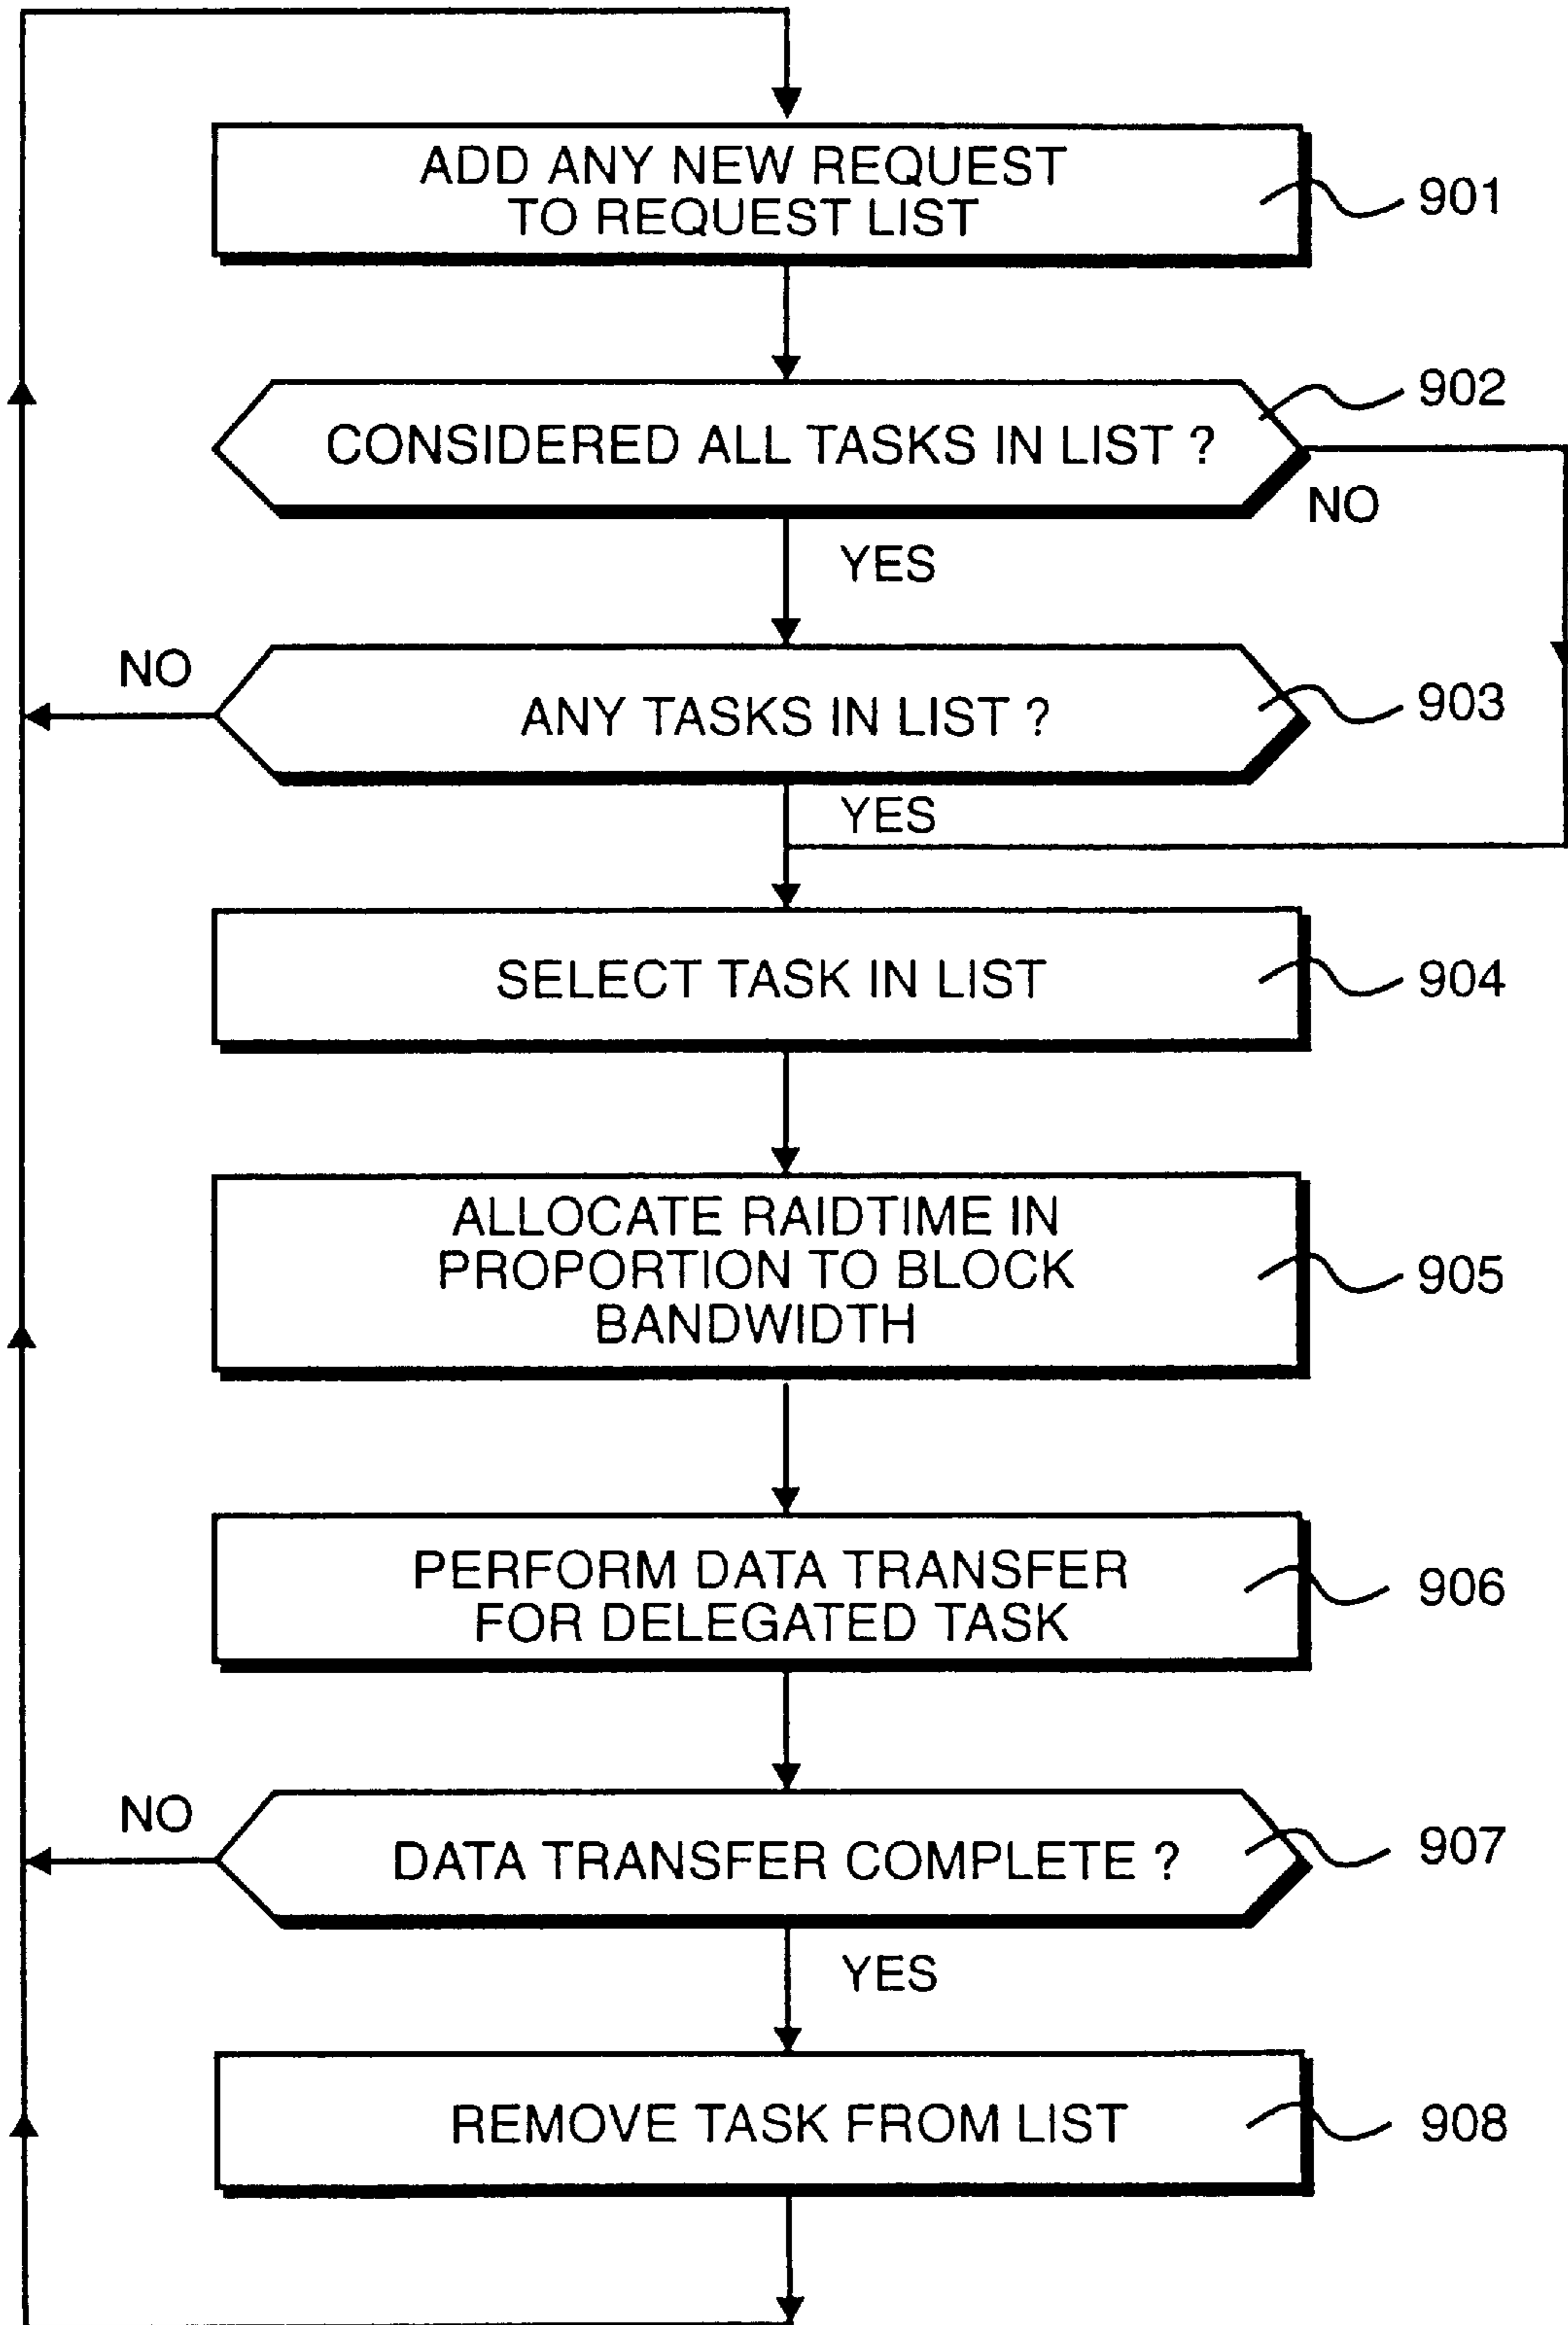 ADD ANY NEW REQUEST
TO REQUEST LIST
901
902
CONSIDERED ALL TASKS IN LIST ?
NO
YES
NO
ANY TASKS IN LIST ?
903
YES
SELECT TASK IN LIST
904
ALLOCATE RAIDTIME IN
PROPORTION TO BLOCK
BANDWIDTH
905
PERFORM DATA TRANSFER
FOR DELEGATED TASK
906
NO
DATA TRANSFER COMPLETE ?
907
YES
REMOVE TASK FROM LIST
908